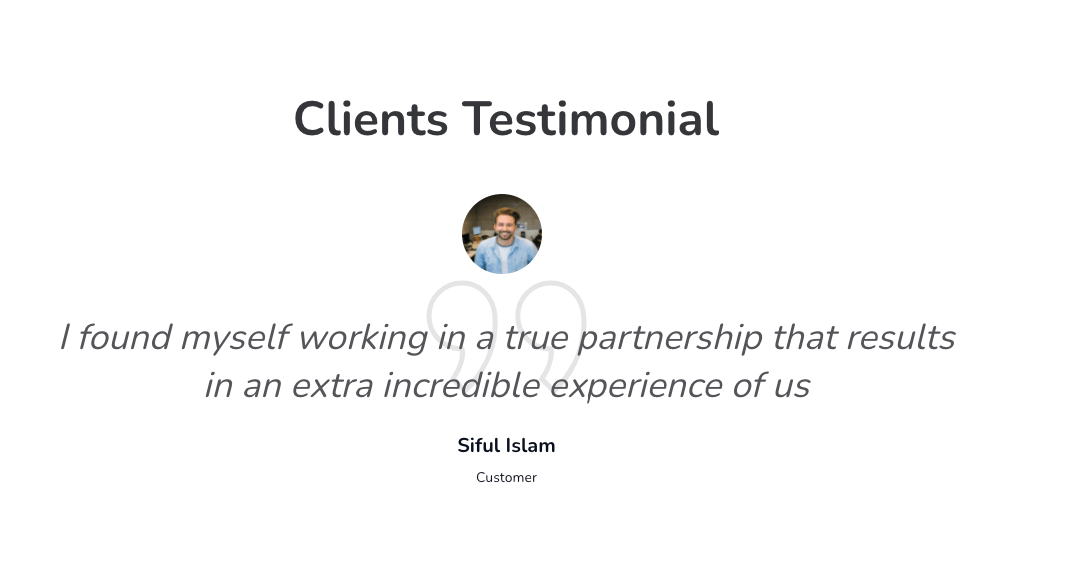 Clients Testimonial
I found myself working in a true partnership that results
in an extra incredible experience of us
Siful Islam
Customer